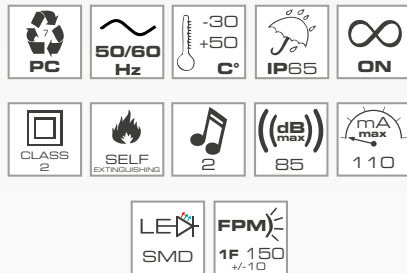 7
PC
50/60
Hz
-30
+50
C°
IP65
ON
CLASS
2
SELF
EXTINGUISHING
2
dB
max
85
mA
max
110
LED
SMD
FPM
1F 150
+/-10